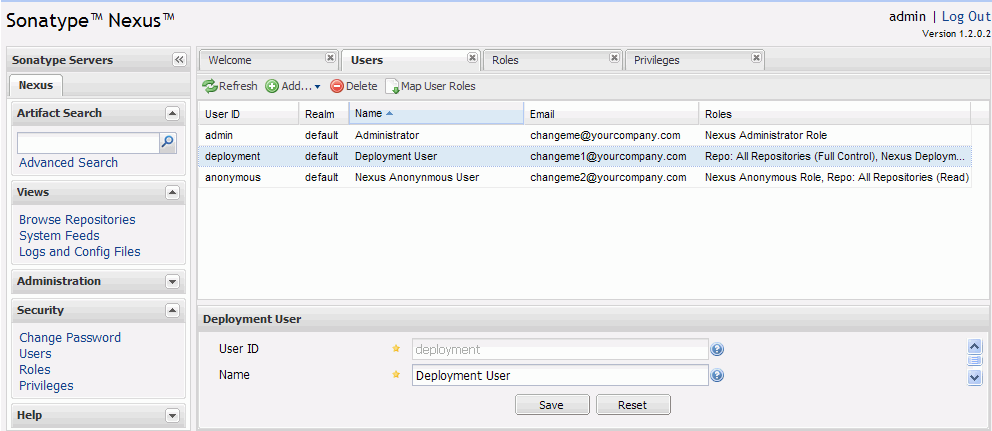 Sonatype™ Nexus™
admin | Log Out
Version 1.2.0.2
Sonatype Servers
Nexus
Artifact Search
Advanced Search
Views
Browse Repositories
System Feeds
Logs and Config Files
Administration
Security
Change Password
Users
Roles
Privileges
Help
Welcome Users Roles Privileges
Refresh Add... Delete Map User Roles
User ID Realm Name Email Roles
admin default Administrator changeme@yourcompany.com Nexus Administrator Role
deployment default Deployment User changeme1@yourcompany.com Repo: All Repositories (Full Control), Nexus Deploym...
anonymous default Nexus Anonynmous User changeme2@yourcompany.com Nexus Anonymous Role, Repo: All Repositories (Read)
Deployment User
User ID deployment
Name Deployment User
Save Reset